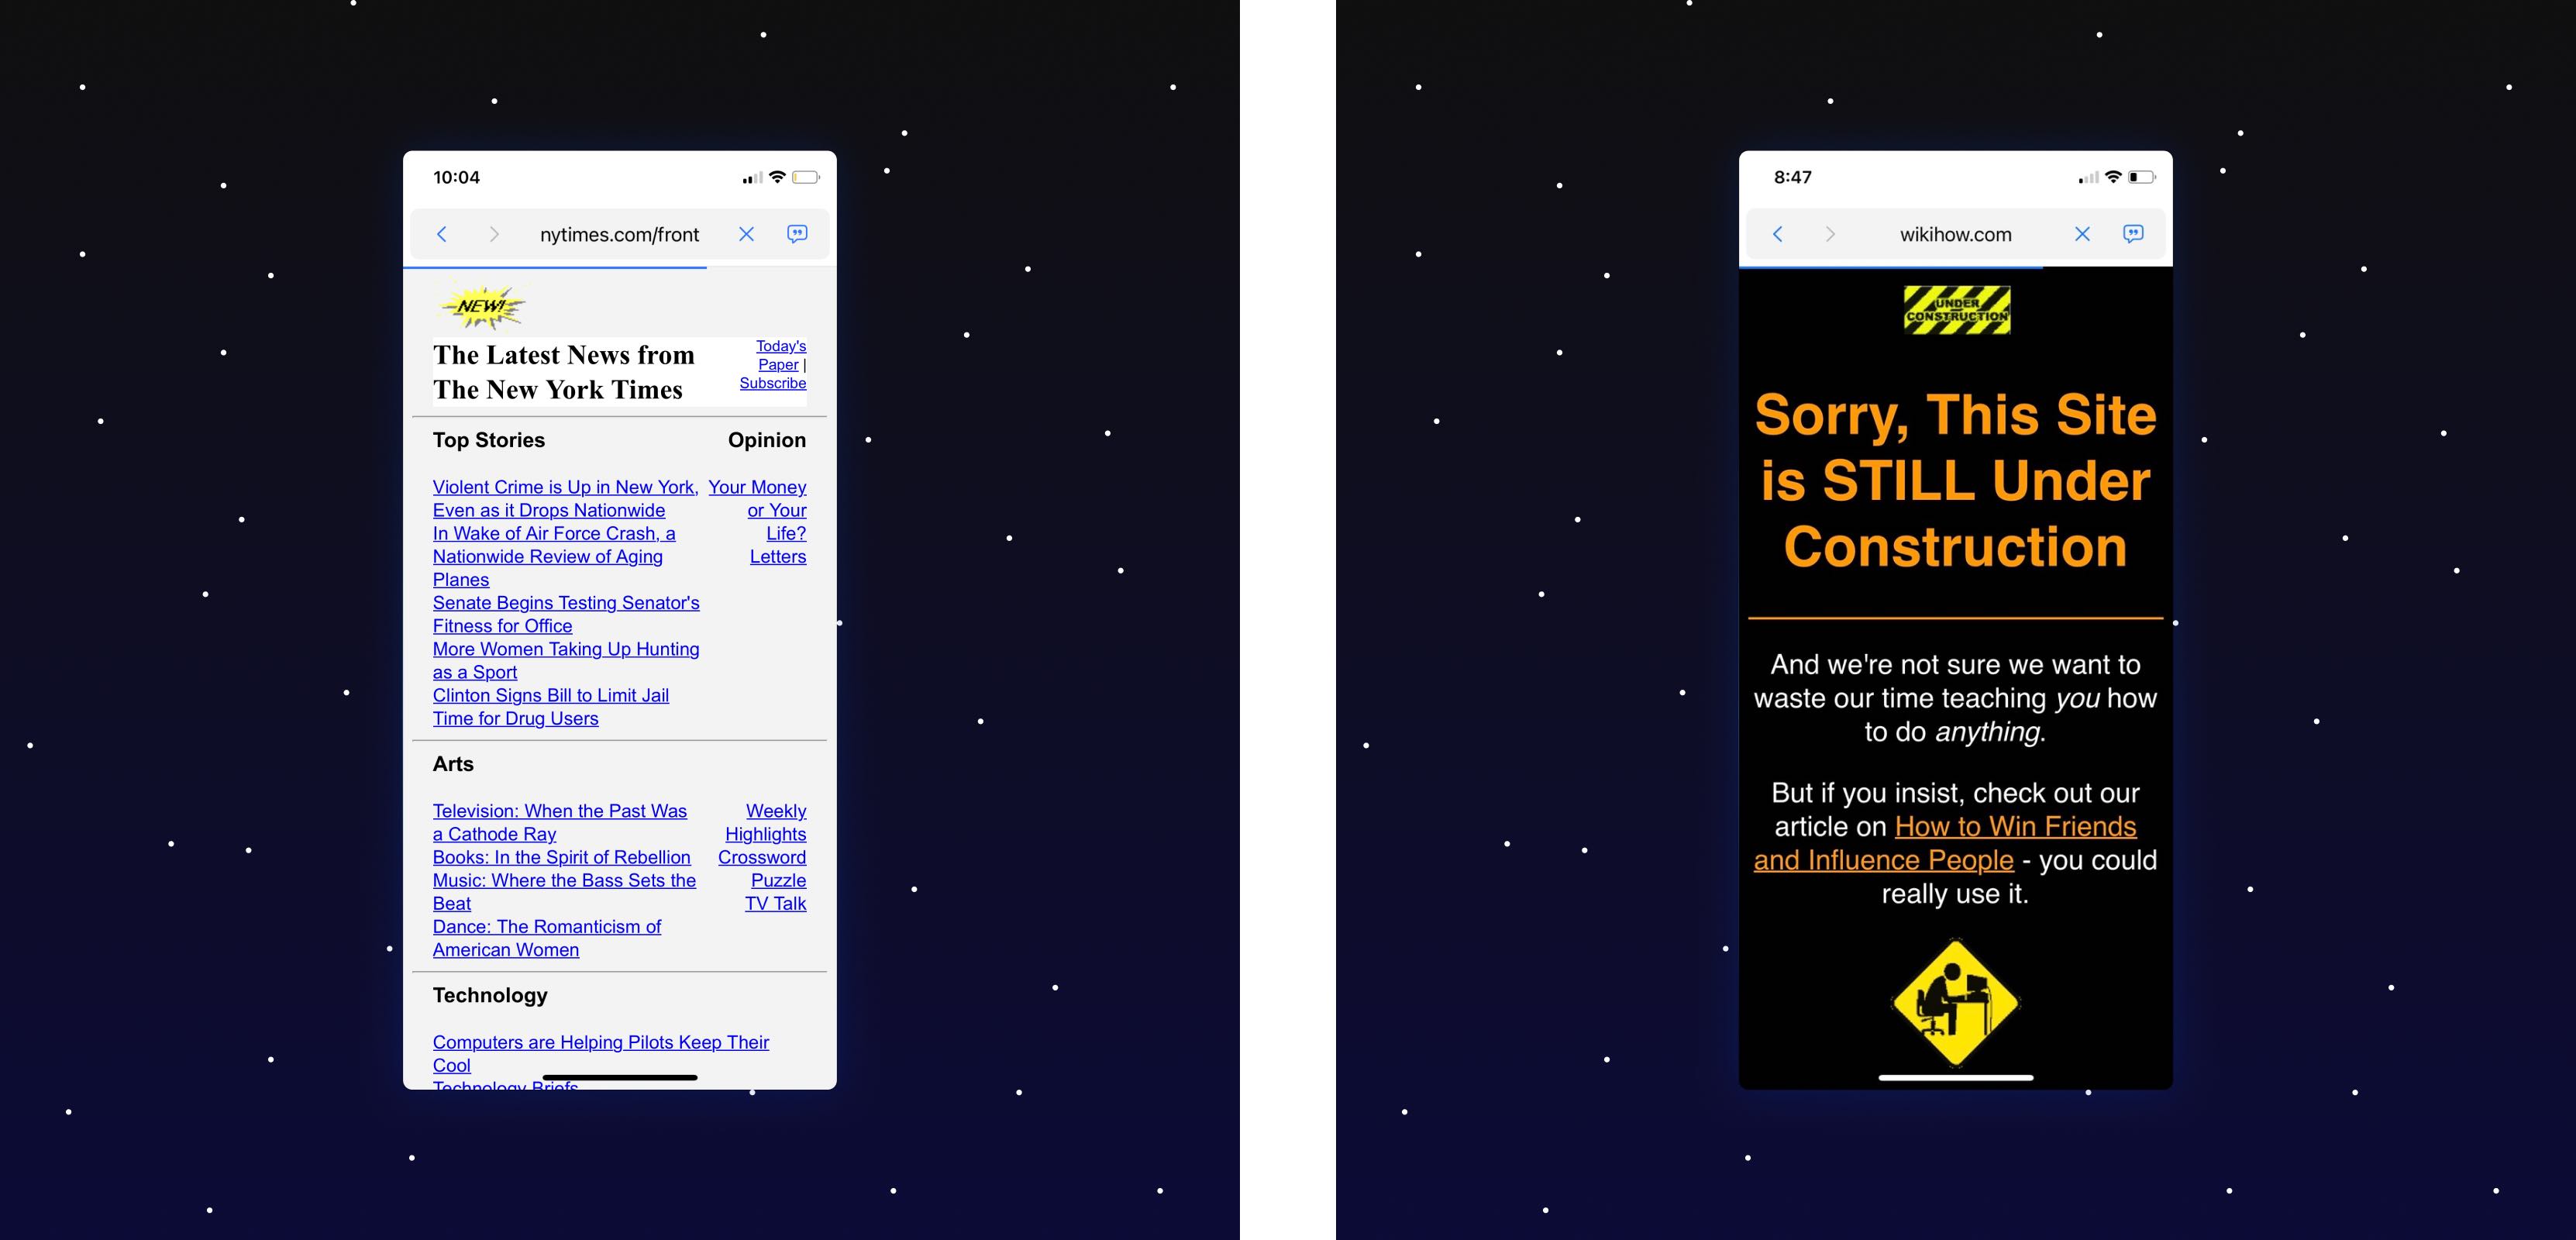 10:04
nytimes.com/front
NEW!
The Latest News from
The New York Times
Today's
Paper |
Subscribe
Top Stories
Violent Crime is Up in New York,
Even as it Drops Nationwide
In Wake of Air Force Crash, a
Nationwide Review of Aging
Planes
Senate Begins Testing Senator's
Fitness for Office
More Women Taking Up Hunting
as a Sport
Clinton Signs Bill to Limit Jail
Time for Drug Users
Opinion
Your Money
or Your
Life?
Letters
Arts
Television: When the Past Was
a Cathode Ray
Books: In the Spirit of Rebellion
Music: Where the Bass Sets the
Beat
Dance: The Romanticism of
American Women
Weekly
Highlights
Crossword
Puzzle
TV Talk
Technology
Computers are Helping Pilots Keep Their
Cool
Technology Briefs
8:47
wikihow.com
UNDER
CONSTRUCTION
Sorry, This Site
is STILL Under
Construction
And we're not sure we want to
waste our time teaching you how
to do anything.
But if you insist, check out our
article on How to Win Friends
and Influence People - you could
really use it.